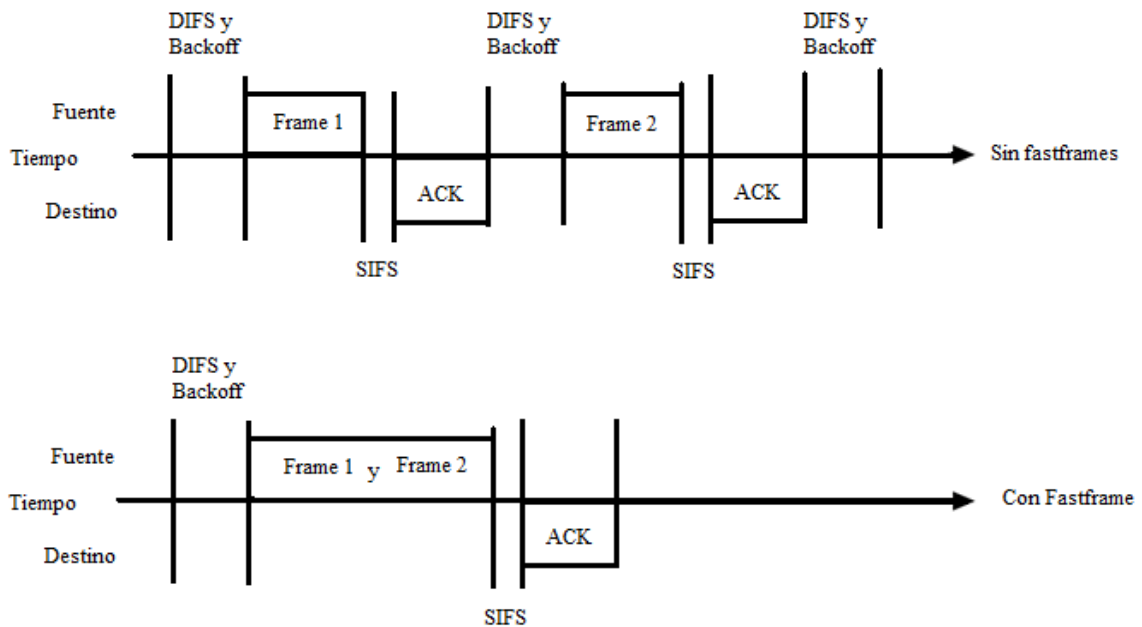 DIFS y
Backoff
DIFS y
Backoff
DIFS y
Backoff
Fuente
Frame 1
Frame 2
Tiempo
Sin fastframes
Destino
ACK
ACK
SIFS
SIFS
DIFS y
Backoff
Fuente
Frame 1 y Frame 2
Tiempo
Con Fastframe
Destino
ACK
SIFS